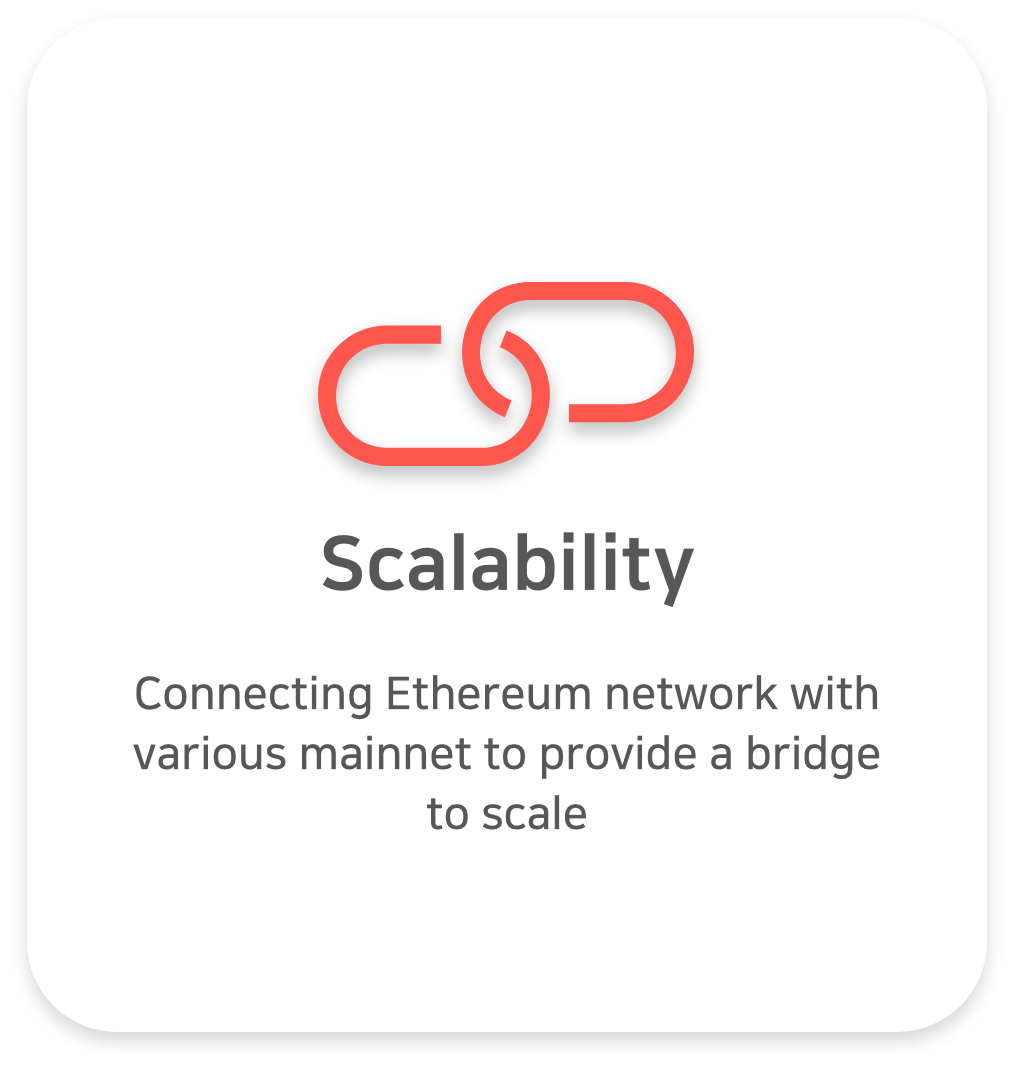 Scalability
Connecting Ethereum network with
various mainnet to provide a bridge
to scale